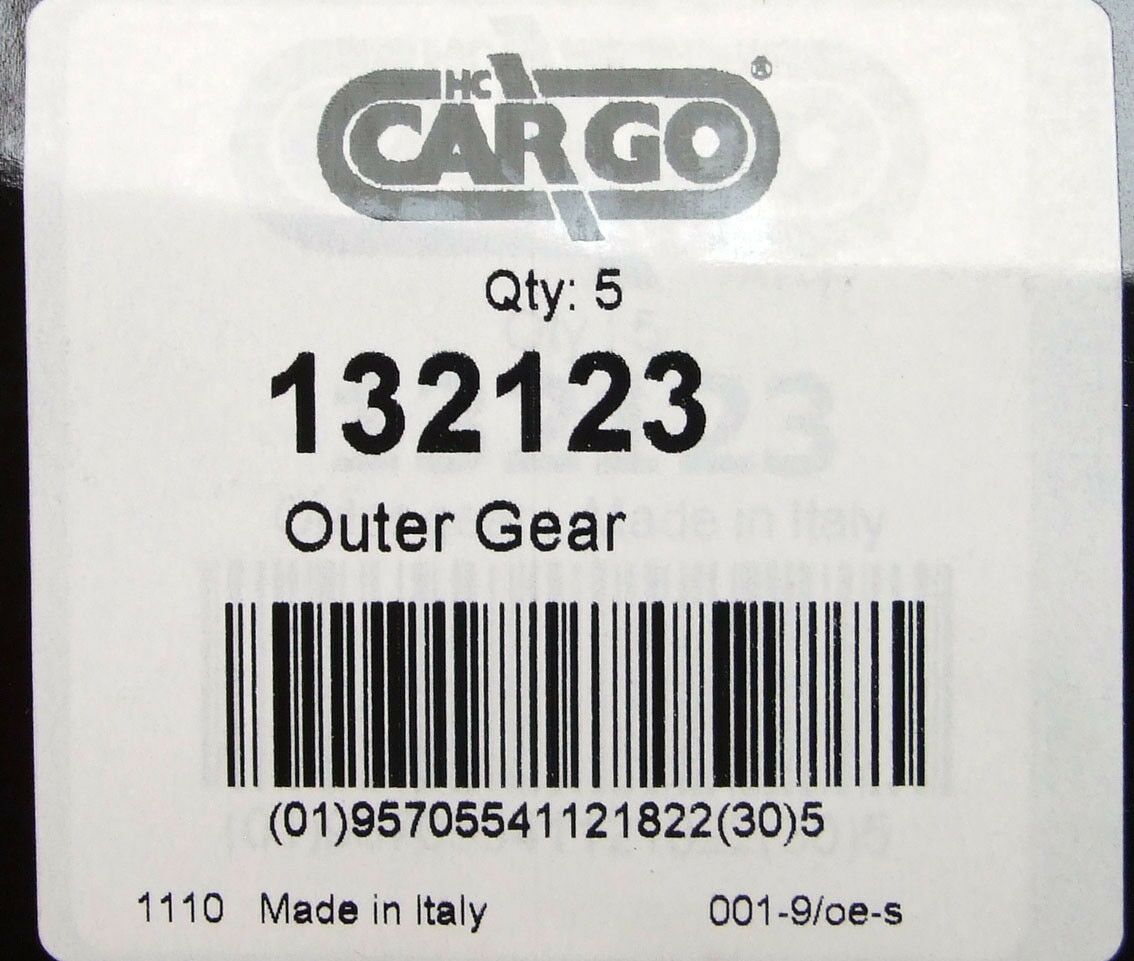 HC
CARGO®
Qty: 5
132123
Outer Gear
(01)95705541121822(30)5
1110 Made in Italy 001-9/oe-s